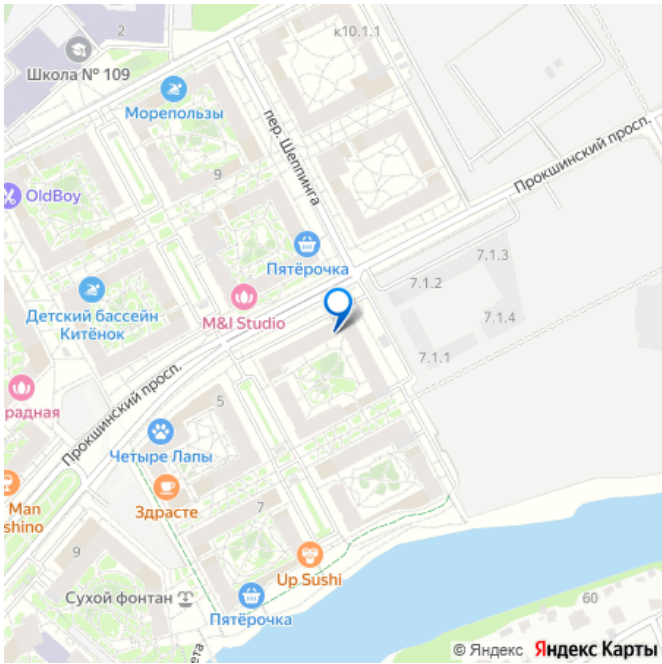 2
к10.1.1
Школа № 109
Морепользы
пер. Шеппинга
Прокшинский просп.
9
OldBoy
Пятёрочка
7.1.3
7.1.2
Детский бассейн
Китёнок
M&I Studio
7.1.4
7.1.1
радная
Прокшинский просп.
5
Четыре Лапы
Man
shino
Здрасте
7
9
Up Sushi
Сухой фонтан
Пятёрочка
60
ета
© Яндекс Яндекс Карты